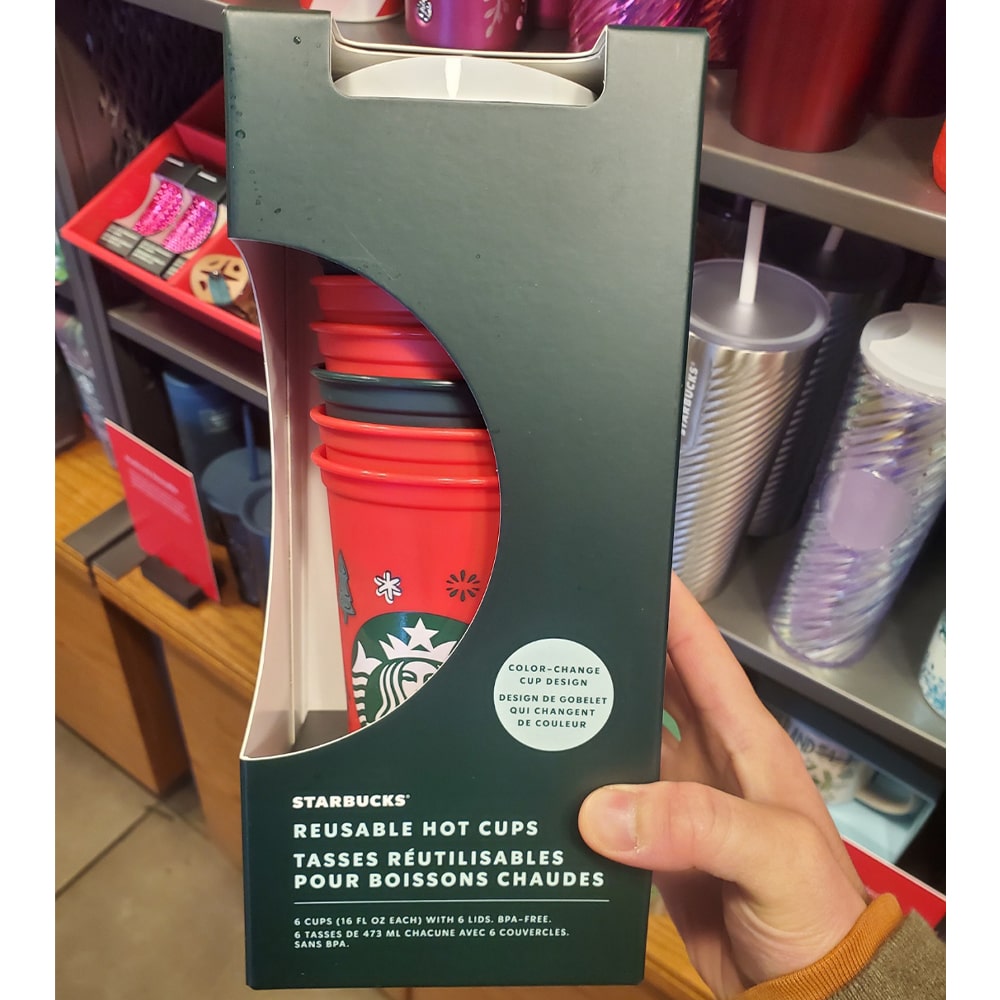 STARBUCKS®
COLOR-CHANGE
CUP DESIGN
DESIGN DE GOBELET
QUI CHANGENT
DE COULEUR
STARBUCKS®
REUSABLE HOT CUPS
TASSES RÉUTILISABLES
POUR BOISSONS CHAUDES
6 CUPS (16 FL OZ EACH) WITH 6 LIDS. BPA-FREE.
6 TASSES DE 473 ML CHACUNE AVEC 6 COUVERCLES.
SANS BPA.